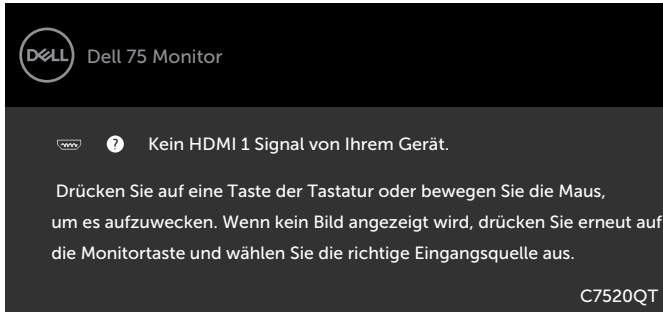 DELL Dell 75 Monitor
? Kein HDMI 1 Signal von Ihrem Gerät.
Drücken Sie auf eine Taste der Tastatur oder bewegen Sie die Maus,
um es aufzuwecken. Wenn kein Bild angezeigt wird, drücken Sie erneut auf
die Monitortaste und wählen Sie die richtige Eingangsquelle aus.
C7520QT